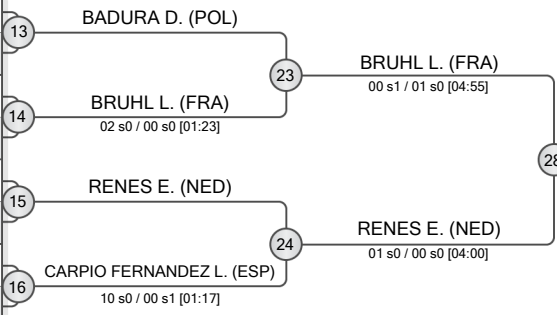 13
BADURA D. (POL)
23
BRUHL L. (FRA)
00 s1 / 01 s0 [04:55]
14
BRUHL L. (FRA)
02 s0 / 00 s0 [01:23]
28
15
RENES E. (NED)
24
RENES E. (NED)
01 s0 / 00 s0 [04:00]
16
CARPIO FERNANDEZ L. (ESP)
10 s0 / 00 s1 [01:17]